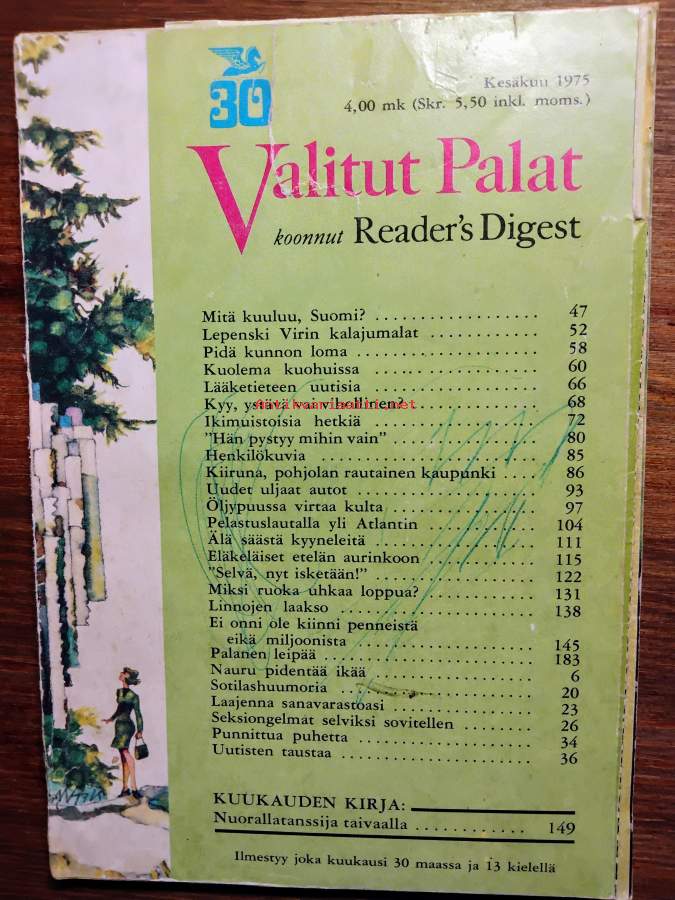 30
Kesäkuu 1975
4,00 mk (Skr. 5,50 inkl. moms.)
Valitut Palat
koonnut Reader's Digest
Mitä kuuluu, Suomi? .................. 47
Lepenski Virin kalajumalat ............ 52
Pidä kunnon loma .................... 58
Kuolema kuohuissa .................. 60
Lääketieteen uutisia .................. 66
Kyy, ystävä vai vihollinen? ............ 68
Antikvariaatti.net
Ikimuistoisia hetkiä .................. 72
"Hän pystyy mihin vain" .............. 80
Henkilökuvia ........................ 85
Kiiruna, pohjolan rautainen kaupunki .... 86
Uudet uljaat autot .................... 93
Öljypuussa virtaa kulta ................ 97
Pelastuslautalla yli Atlantin ............ 104
Älä säästä kyyneleitä .................. 111
Eläkeläiset etelän aurinkoon ............ 115
"Selvä, nyt isketään!" .................. 122
Miksi ruoka uhkaa loppua? ............ 131
Linnojen laakso ...................... 138
Ei onni ole kiinni penneistä
eikä miljoonista .................... 145
Palanen leipää ........................ 183
Nauru pidentää ikää .................. 6
Sotilashuumoria ...................... 20
Laajenna sanavarastoasi ................ 23
Seksiongelmat selviksi sovitellen ........ 26
Punnittua puhetta .................... 34
Uutisten taustaa ...................... 36
KUUKAUDEN KIRJA:
Nuorallatanssija taivaalla ............ 149
Ilmestyy joka kuukausi 30 maassa ja 13 kielellä